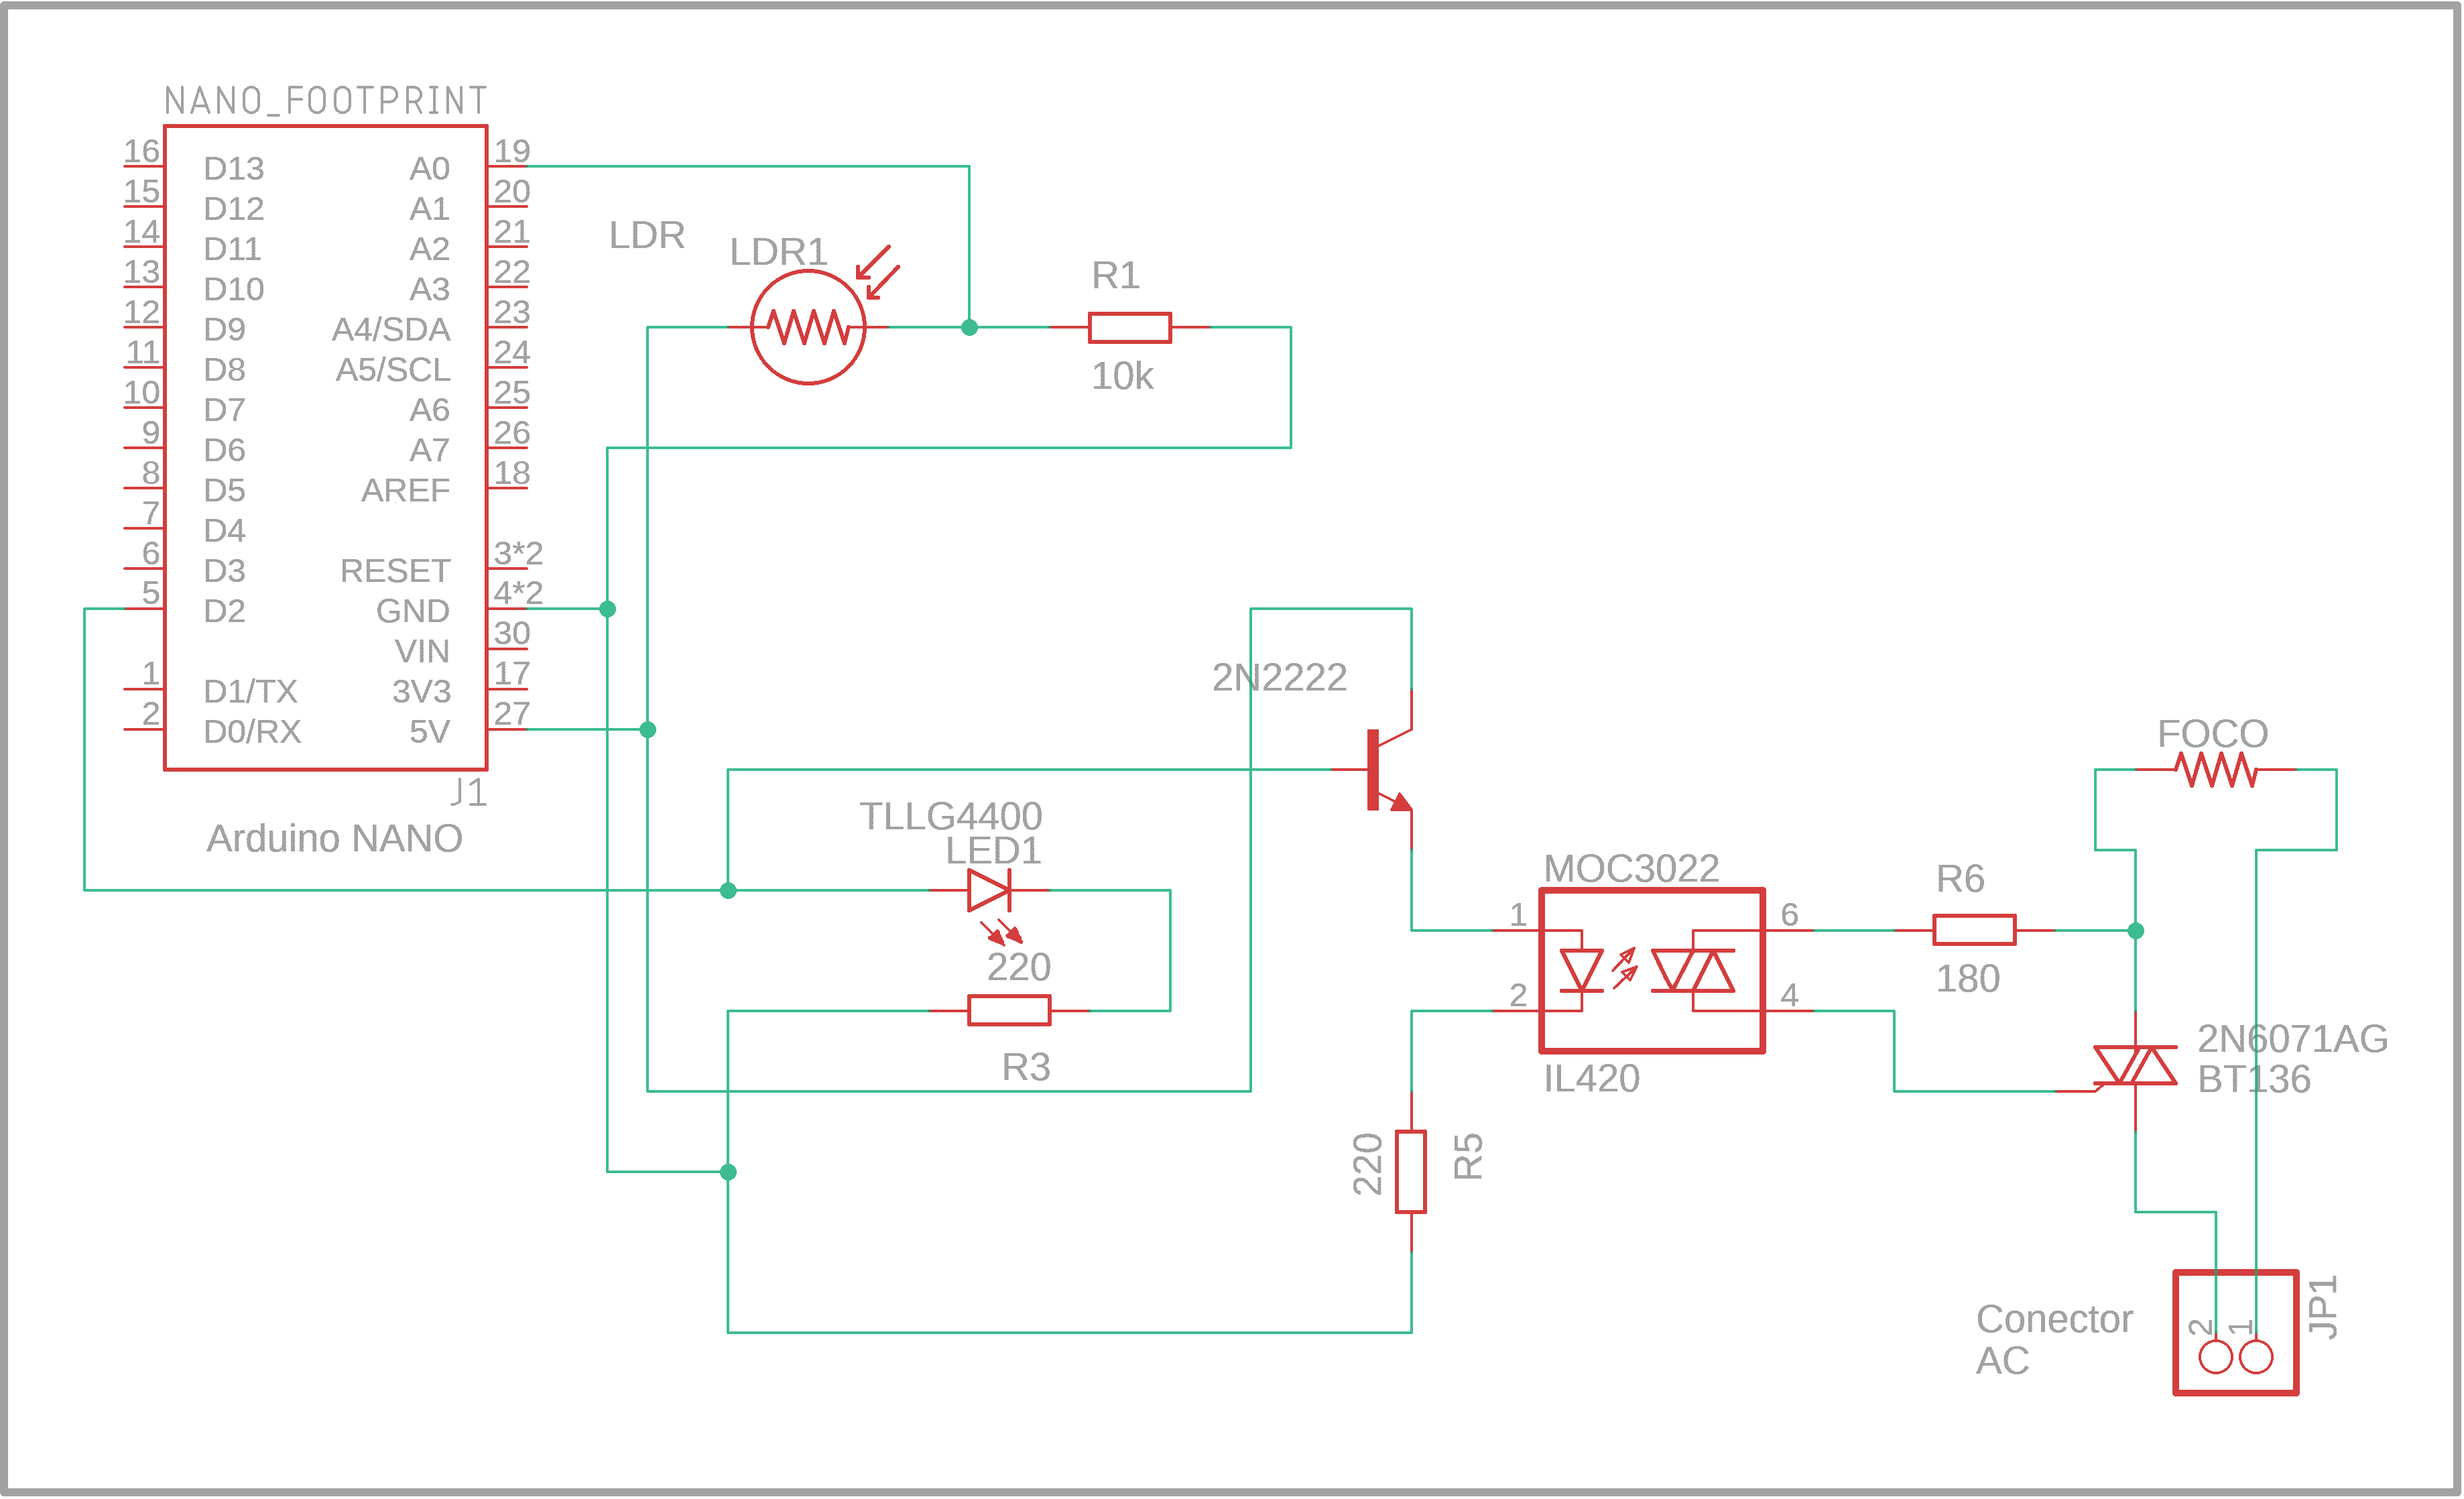 NANO_FOOTPRINT
16 D13 A0 19
15 D12 A1 20
14 D11 A2 21
13 D10 A3 22
12 D9 A4/SDA 23
11 D8 A5/SCL 24
10 D7 A6 25
9 D6 A7 26
8 D5 AREF 18
7 D4
6 D3 RESET 3*2
5 D2 GND 4*2
VIN 30
1 D1/TX 3V3 17
2 D0/RX 5V 27
J1
Arduino NANO
LDR
LDR1
R1
10k
2N2222
TLLG4400
LED1
220
R3
MOC3022
1
2
6
4
IL420
220
R5
R6
180
FOCO
2N6071AG
BT136
Conector
AC
2
1
JP1